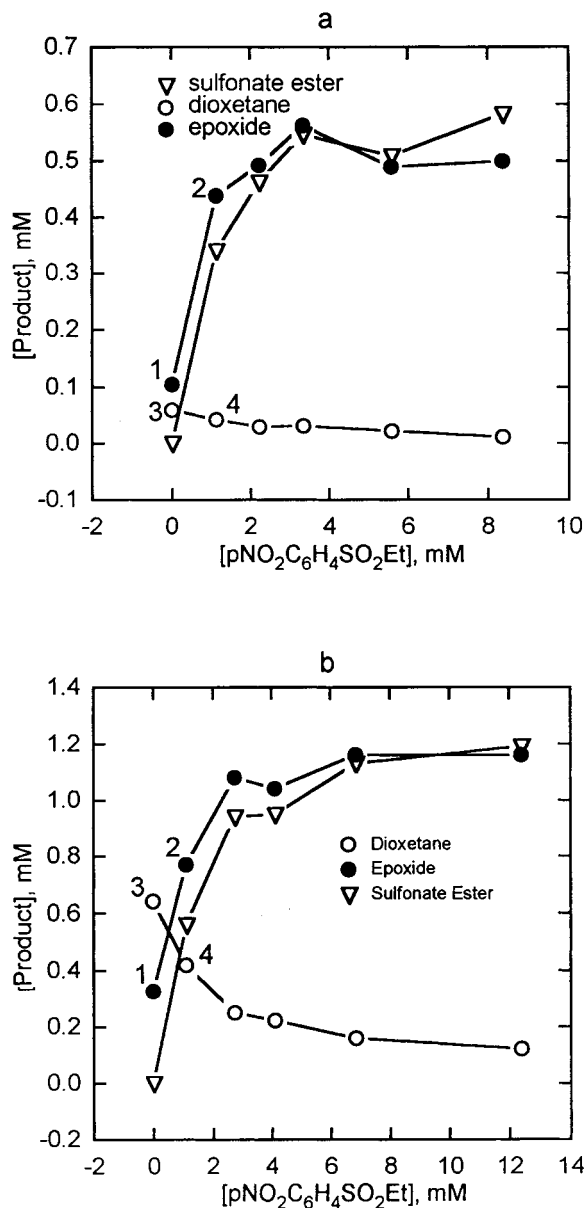 a
0.7
▽ sulfonate ester
○ dioxetane
● epoxide
0.6
0.5
2
0.4
0.3
0.2
1
0.1
3
4
0.0
-0.1
-2 0 2 4 6 8 10
[Product], mM
[pNO₂C₆H₄SO₂Et], mM
b
1.4
1.2
1.0
2
0.8
○ Dioxetane
● Epoxide
▽ Sulfonate Ester
3
0.6
1
4
0.4
0.2
0.0
-0.2
-2 0 2 4 6 8 10 12 14
[Product], mM
[pNO₂C₆H₄SO₂Et], mM